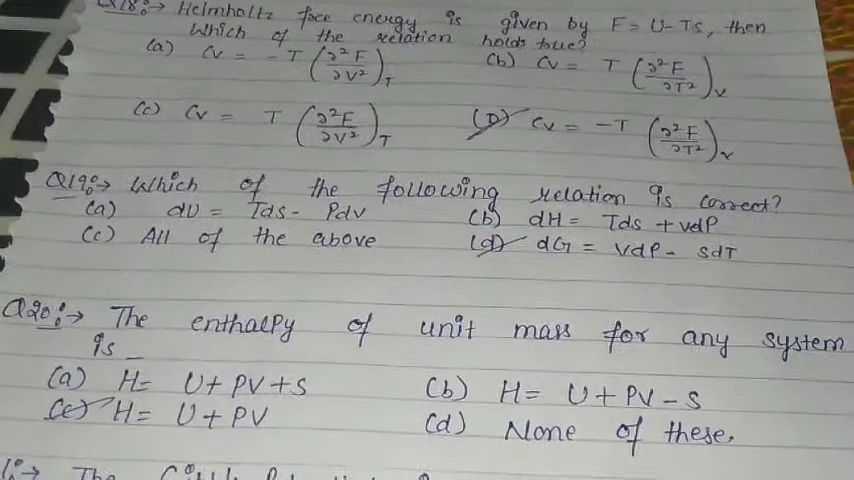 Q18:→ Helmholtz free energy is given by F = U - TS, then
Which of the relation holds true?
(a) Cv = -T (∂²F/∂V²)T (b) Cv = T (∂²F/∂T²)v
(c) Cv = T (∂²F/∂V²)T (D) Cv = -T (∂²F/∂T²)v
Q19:→ Which of the following relation is correct?
(a) dU = Tds - Pdv (b) dH = Tds + vdP
(c) All of the above (d) dG = VdP - SdT
Q20:→ The enthalpy of unit mass for any system
is _
(a) H = U + PV + S (b) H = U + PV - S
(c) H = U + PV (d) None of these.
The